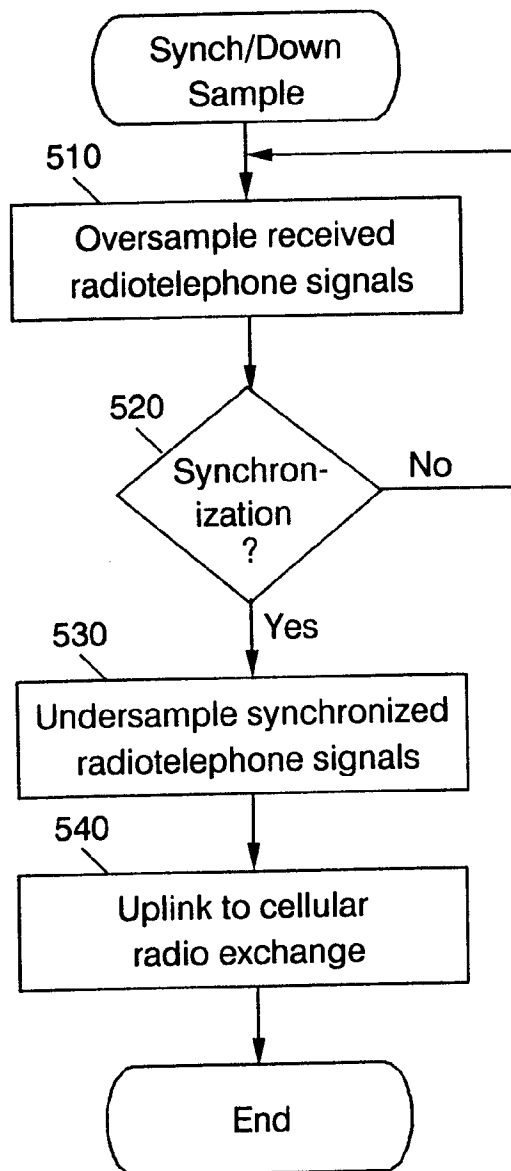 Synch/Down
Sample
510
Oversample received
radiotelephone signals
520
Synchron-
ization
?
No
Yes
530
Undersample synchronized
radiotelephone signals
540
Uplink to cellular
radio exchange
End